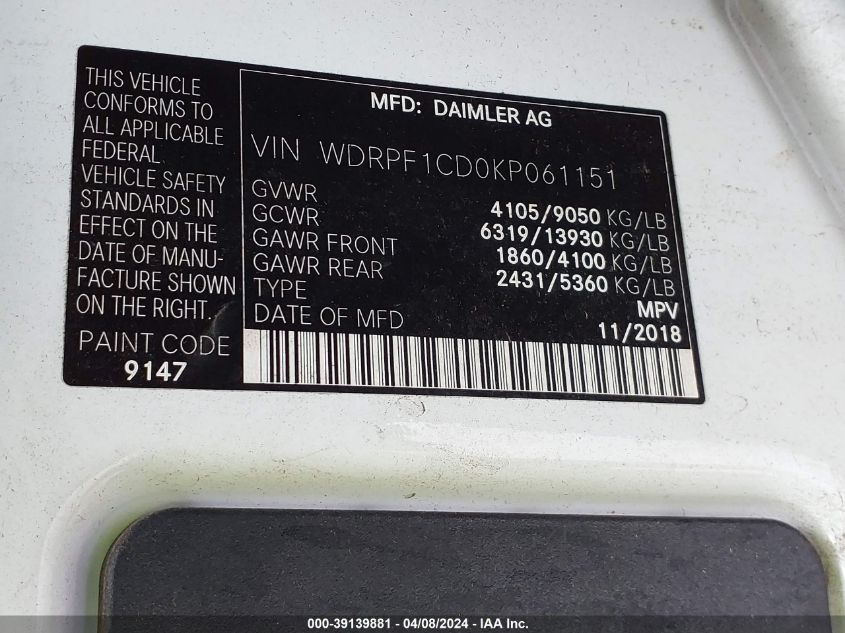 THIS VEHICLE
CONFORMS TO
ALL APPLICABLE
FEDERAL
VEHICLE SAFETY
STANDARDS IN
EFFECT ON THE
DATE OF MANU-
FACTURE SHOWN
ON THE RIGHT.
PAINT CODE
9147
MFD: DAIMLER AG
VIN WDRPF1CD0KP061151
GVWR 4105/9050 KG/LB
GCWR 6319/13930 KG/LB
GAWR FRONT 1860/4100 KG/LB
GAWR REAR 2431/5360 KG/LB
TYPE MPV
DATE OF MFD 11/2018
000-39139881 - 04/08/2024 - IAA Inc.